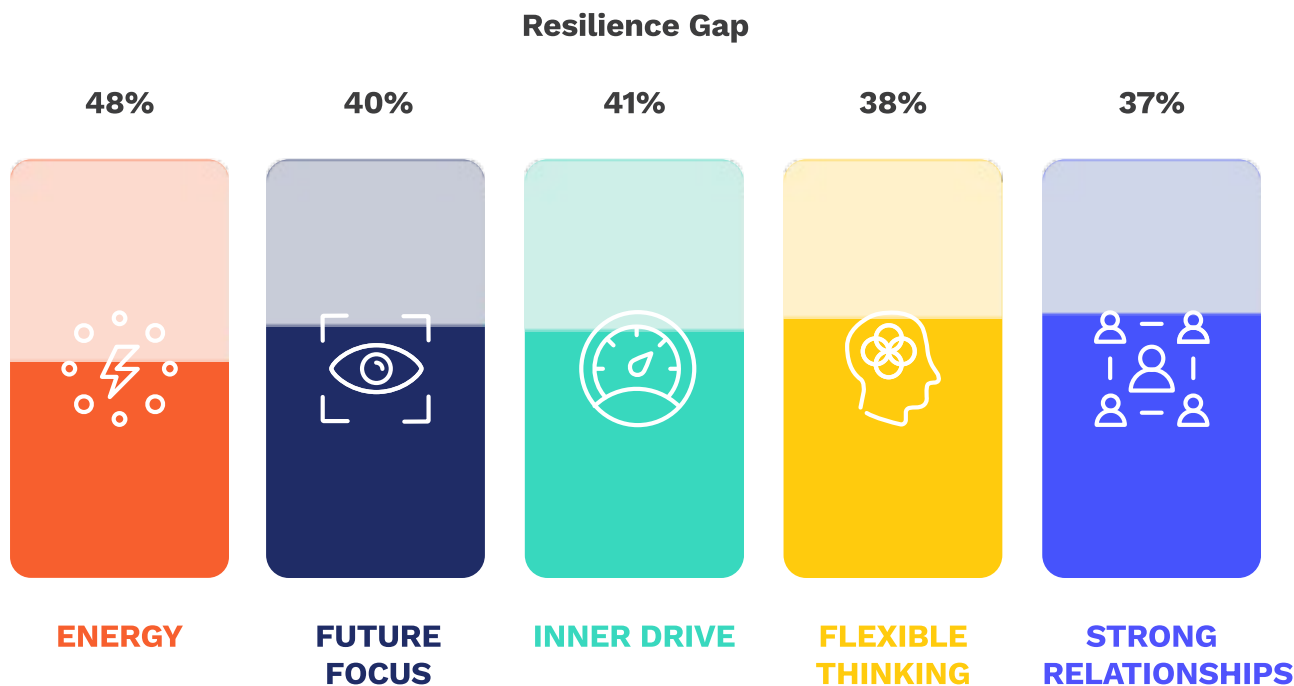 Resilience Gap
48%
40%
41%
38%
37%
ENERGY
FUTURE
FOCUS
INNER DRIVE
FLEXIBLE
THINKING
STRONG
RELATIONSHIPS